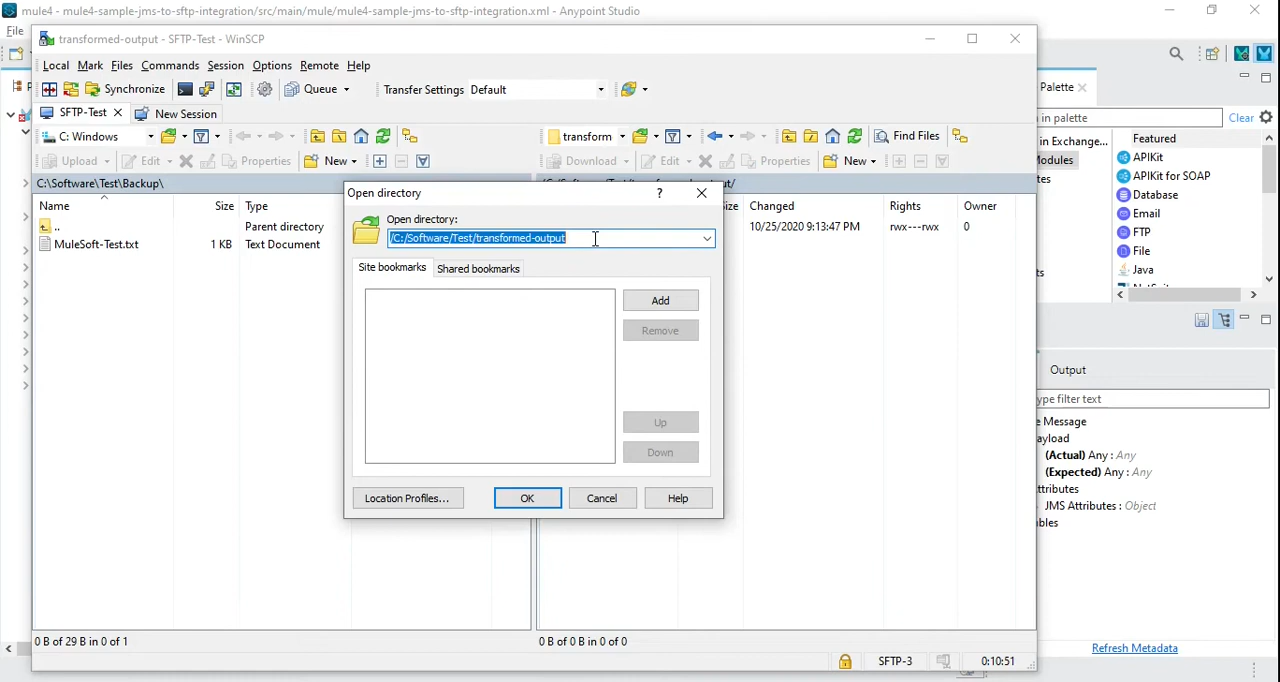 mule4 - mule4-sample-jms-to-sftp-integration/src/main/mule/mule4-sample-jms-to-sftp-integration.xml - Anypoint Studio
File
transformed-output - SFTP-Test - WinSCP
Local Mark Files Commands Session Options Remote Help
Synchronize Queue Transfer Settings Default
SFTP-Test New Session
C: Windows transform Find Files
Upload Edit Properties New Download Edit Properties New
C:\Software\Test\Backup\
Name Size Type Changed Rights Owner
.. Parent directory 10/25/2020 9:13:47 PM rwx---rwx 0
MuleSoft-Test.txt 1 KB Text Document
Open directory ?
Open directory:
/C:/Software/Test/transformed-output
Site bookmarks Shared bookmarks
Add
Remove
Up
Down
Location Profiles... OK Cancel Help
0 B of 29 B in 0 of 1 0 B of 0 B in 0 of 0
SFTP-3 0:10:51
Palette
in palette Clear
in Exchange...
odules
tes
ts
Featured
APIKit
APIKit for SOAP
Database
Email
FTP
File
Java
Output
ype filter text
e Message
ayload
(Actual) Any : Any
(Expected) Any : Any
ttributes
JMS Attributes : Object
bles
Refresh Metadata